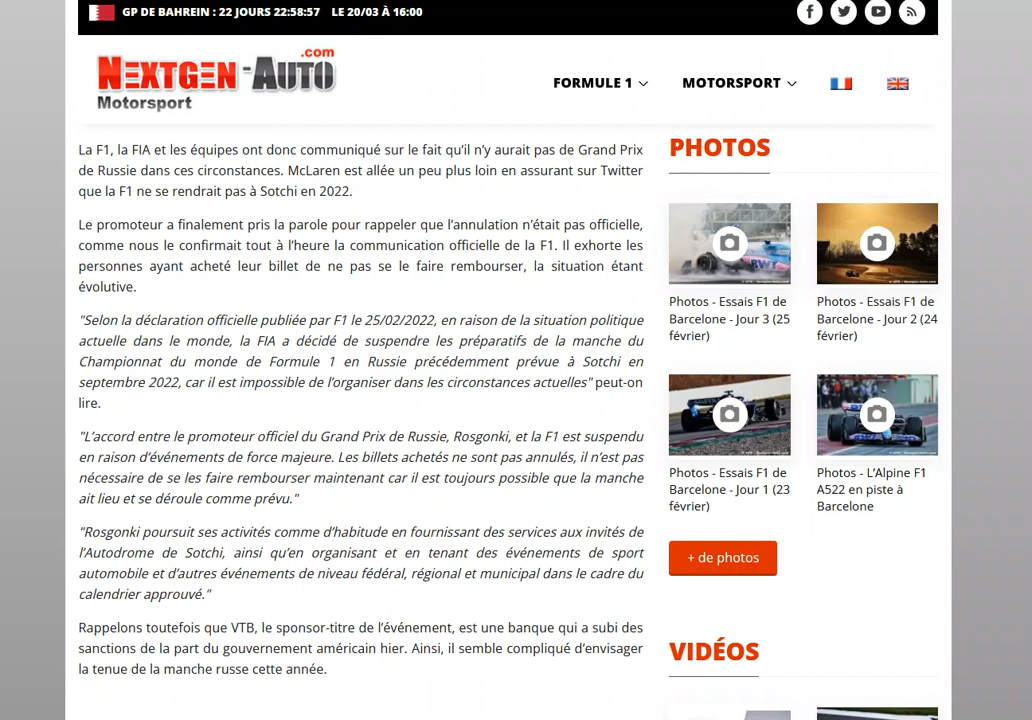 GP DE BAHREIN : 22 JOURS 22:58:57 LE 20/03 À 16:00
NEXTGEN-AUTO.com
Motorsport
FORMULE 1
MOTORSPORT
La F1, la FIA et les équipes ont donc communiqué sur le fait qu’il n’y aurait pas de Grand Prix
de Russie dans ces circonstances. McLaren est allée un peu plus loin en assurant sur Twitter
que la F1 ne se rendrait pas à Sotchi en 2022.
Le promoteur a finalement pris la parole pour rappeler que l’annulation n’était pas officielle,
comme nous le confirmait tout à l’heure la communication officielle de la F1. Il exhorte les
personnes ayant acheté leur billet de ne pas se le faire rembourser, la situation étant
évolutive.
"Selon la déclaration officielle publiée par F1 le 25/02/2022, en raison de la situation politique
actuelle dans le monde, la FIA a décidé de suspendre les préparatifs de la manche du
Championnat du monde de Formule 1 en Russie précédemment prévue à Sotchi en
septembre 2022, car il est impossible de l’organiser dans les circonstances actuelles" peut-on
lire.
"L’accord entre le promoteur officiel du Grand Prix de Russie, Rosgonki, et la F1 est suspendu
en raison d’événements de force majeure. Les billets achetés ne sont pas annulés, il n’est pas
nécessaire de se les faire rembourser maintenant car il est toujours possible que la manche
ait lieu et se déroule comme prévu."
"Rosgonki poursuit ses activités comme d’habitude en fournissant des services aux invités de
l’Autodrome de Sotchi, ainsi qu’en organisant et en tenant des événements de sport
automobile et d’autres événements de niveau fédéral, régional et municipal dans le cadre du
calendrier approuvé."
Rappelons toutefois que VTB, le sponsor-titre de l’événement, est une banque qui a subi des
sanctions de la part du gouvernement américain hier. Ainsi, il semble compliqué d’envisager
la tenue de la manche russe cette année.
PHOTOS
BWT
Photos - Essais F1 de
Barcelone - Jour 3 (25
février)
Photos - Essais F1 de
Barcelone - Jour 2 (24
février)
Photos - Essais F1 de
Barcelone - Jour 1 (23
février)
Photos - L’Alpine F1
A522 en piste à
Barcelone
+ de photos
VIDÉOS